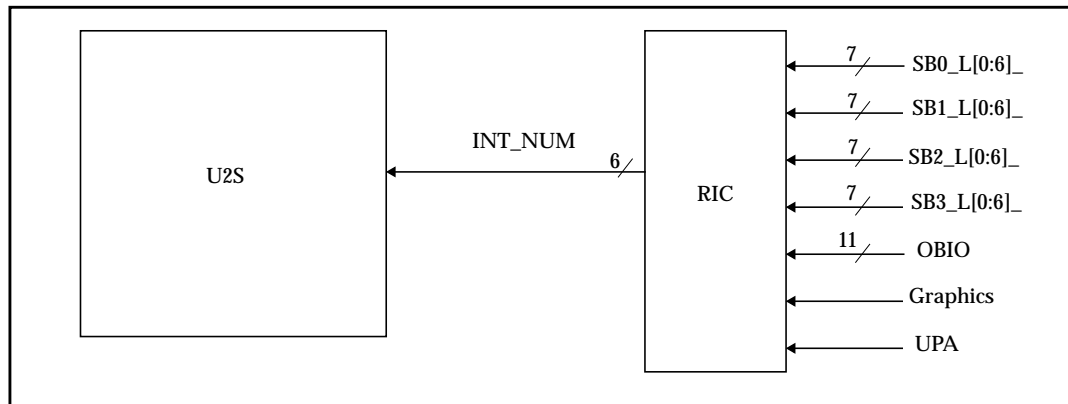 U2S
INT_NUM
6
RIC
7 SB0_L[0:6]_
7 SB1_L[0:6]_
7 SB2_L[0:6]_
7 SB3_L[0:6]_
11 OBIO
Graphics
UPA